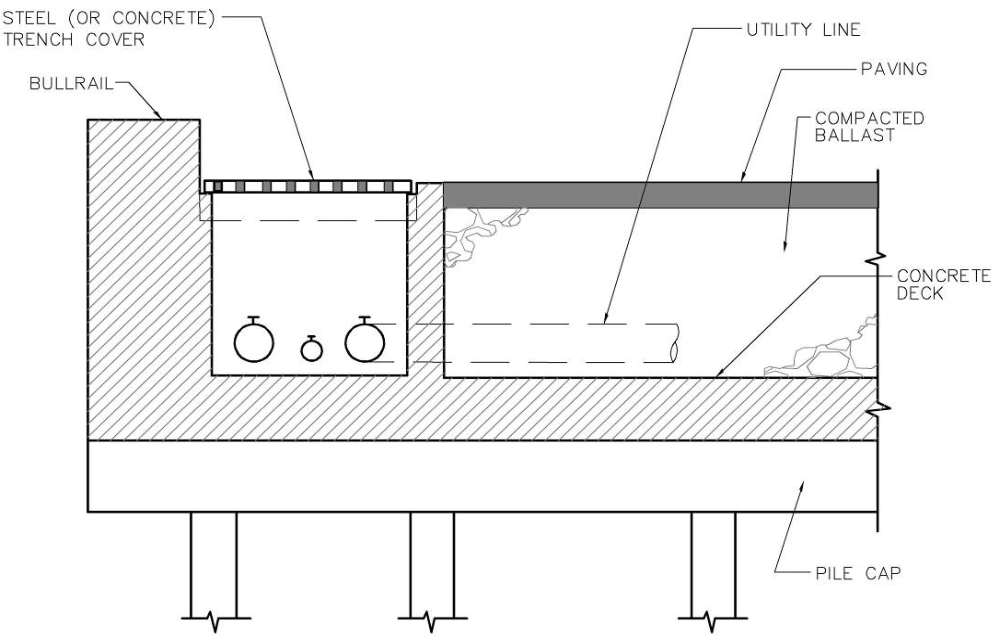 STEEL (OR CONCRETE)
TRENCH COVER
BULLRAIL
UTILITY LINE
PAVING
COMPACTED
BALLAST
CONCRETE
DECK
PILE CAP